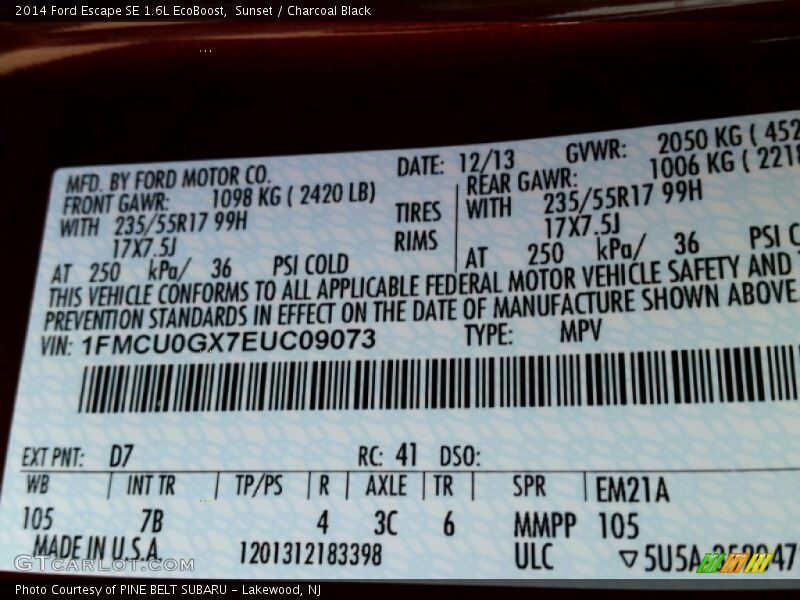 2014 Ford Escape SE 1.6L EcoBoost, Sunset / Charcoal Black
MFD. BY FORD MOTOR CO. DATE: 12/13 GVWR: 2050 KG ( 452
FRONT GAWR: 1098 KG ( 2420 LB) REAR GAWR: 1006 KG ( 2218
WITH 235/55R17 99H TIRES WITH 235/55R17 99H
17X7.5J RIMS 17X7.5J
AT 250 kPa/ 36 PSI COLD AT 250 kPa/ 36 PSI C
THIS VEHICLE CONFORMS TO ALL APPLICABLE FEDERAL MOTOR VEHICLE SAFETY AND
PREVENTION STANDARDS IN EFFECT ON THE DATE OF MANUFACTURE SHOWN ABOVE.
VIN: 1FMCU0GX7EUC09073 TYPE: MPV
EXT PNT: D7 RC: 41 DSO:
WB INT TR TP/PS R AXLE TR SPR EM21A
105 7B 4 3C 6 MMPP 105
MADE IN U.S.A. 1201312183398 ULC
GTCARLOT.COM
Photo Courtesy of PINE BELT SUBARU - Lakewood, NJ